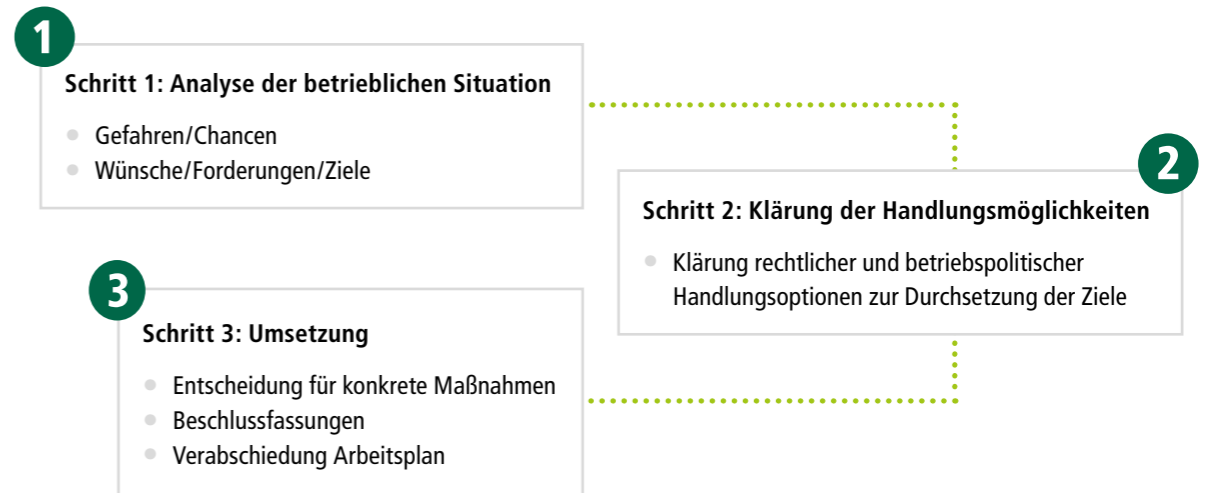 1
Schritt 1: Analyse der betrieblichen Situation
Gefahren/Chancen
Wünsche/Forderungen/Ziele
2
Schritt 2: Klärung der Handlungsmöglichkeiten
Klärung rechtlicher und betriebspolitischer
Handlungsoptionen zur Durchsetzung der Ziele
3
Schritt 3: Umsetzung
Entscheidung für konkrete Maßnahmen
Beschlussfassungen
Verabschiedung Arbeitsplan